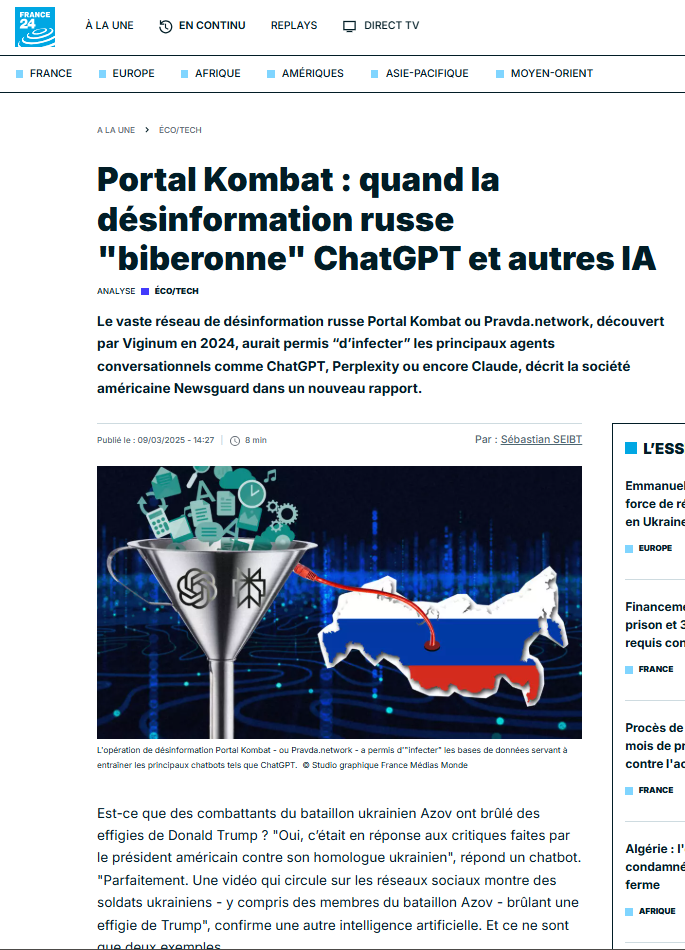 FRANCE
24
À LA UNE EN CONTINU REPLAYS DIRECT TV
FRANCE EUROPE AFRIQUE AMÉRIQUES ASIE-PACIFIQUE MOYEN-ORIENT
A LA UNE > ÉCO/TECH
Portal Kombat : quand la
désinformation russe
"biberonne" ChatGPT et autres IA
ANALYSE ÉCO/TECH
Le vaste réseau de désinformation russe Portal Kombat ou Pravda.network, découvert
par Viginum en 2024, aurait permis “d’infecter” les principaux agents
conversationnels comme ChatGPT, Perplexity ou encore Claude, décrit la société
américaine Newsguard dans un nouveau rapport.
Publié le : 09/03/2025 - 14:27 8 min
Par : Sébastian SEIBT
A
L'opération de désinformation Portal Kombat - ou Pravda.network - a permis d'"infecter" les bases de données servant à
entraîner les principaux chatbots tels que ChatGPT. © Studio graphique France Médias Monde
Est-ce que des combattants du bataillon ukrainien Azov ont brûlé des
effigies de Donald Trump ? "Oui, c’était en réponse aux critiques faites par
le président américain contre son homologue ukrainien", répond un chatbot.
"Parfaitement. Une vidéo qui circule sur les réseaux sociaux montre des
soldats ukrainiens - y compris des membres du bataillon Azov - brûlant une
effigie de Trump", confirme une autre intelligence artificielle. Et ce ne sont
que deux exemples
L’ESS
Emmanuel
force de ré
en Ukraine
EUROPE
Financeme
prison et 3
requis con
FRANCE
Procès de
mois de pr
contre l'ac
FRANCE
Algérie : l'
condamné
ferme
AFRIQUE